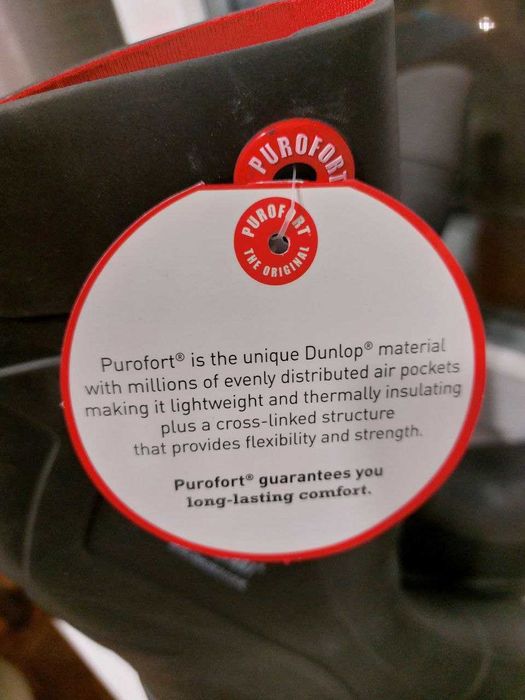 PUROFORT
PUROFORT
THE ORIGINAL
Purofort® is the unique Dunlop® material
with millions of evenly distributed air pockets
making it lightweight and thermally insulating
plus a cross-linked structure
that provides flexibility and strength.
Purofort® guarantees you
long-lasting comfort.